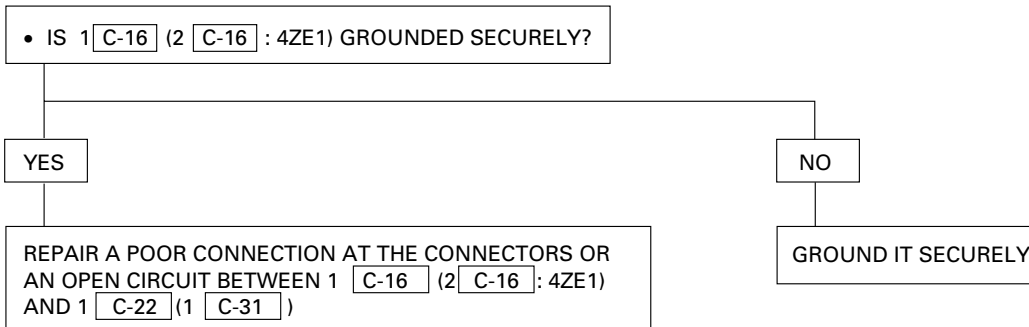 • IS 1 C-16 (2 C-16 : 4ZE1) GROUNDED SECURELY?
YES
NO
REPAIR A POOR CONNECTION AT THE CONNECTORS OR
AN OPEN CIRCUIT BETWEEN 1 C-16 (2 C-16 : 4ZE1)
AND 1 C-22 (1 C-31 )
GROUND IT SECURELY